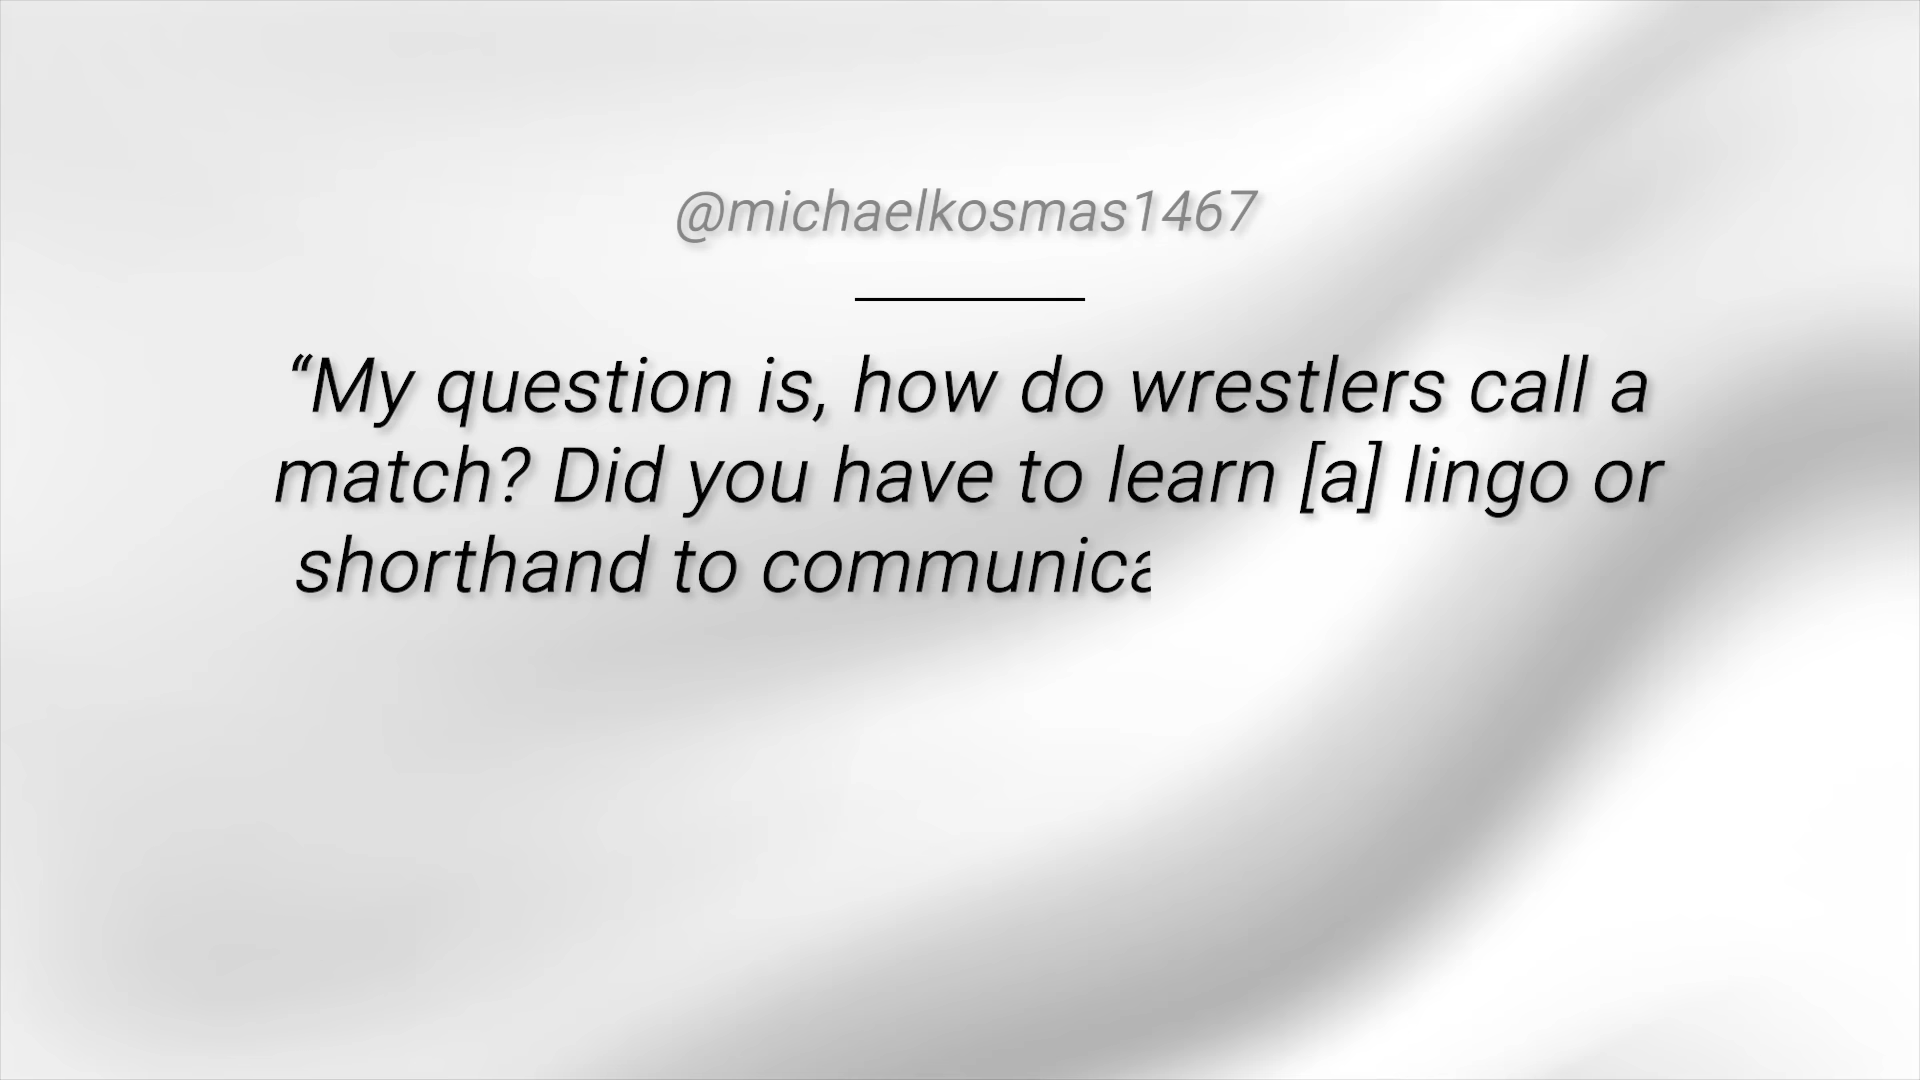 @michaelkosmas1467
“My question is, how do wrestlers call a
match? Did you have to learn [a] lingo or
shorthand to